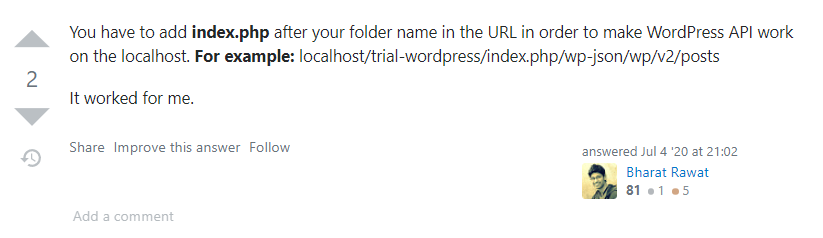 You have to add index.php after your folder name in the URL in order to make WordPress API work
on the localhost. For example: localhost/trial-wordpress/index.php/wp-json/wp/v2/posts
2
It worked for me.
Share Improve this answer Follow
answered Jul 4 '20 at 21:02
Bharat Rawat
81 ● 1 ● 5
Add a comment